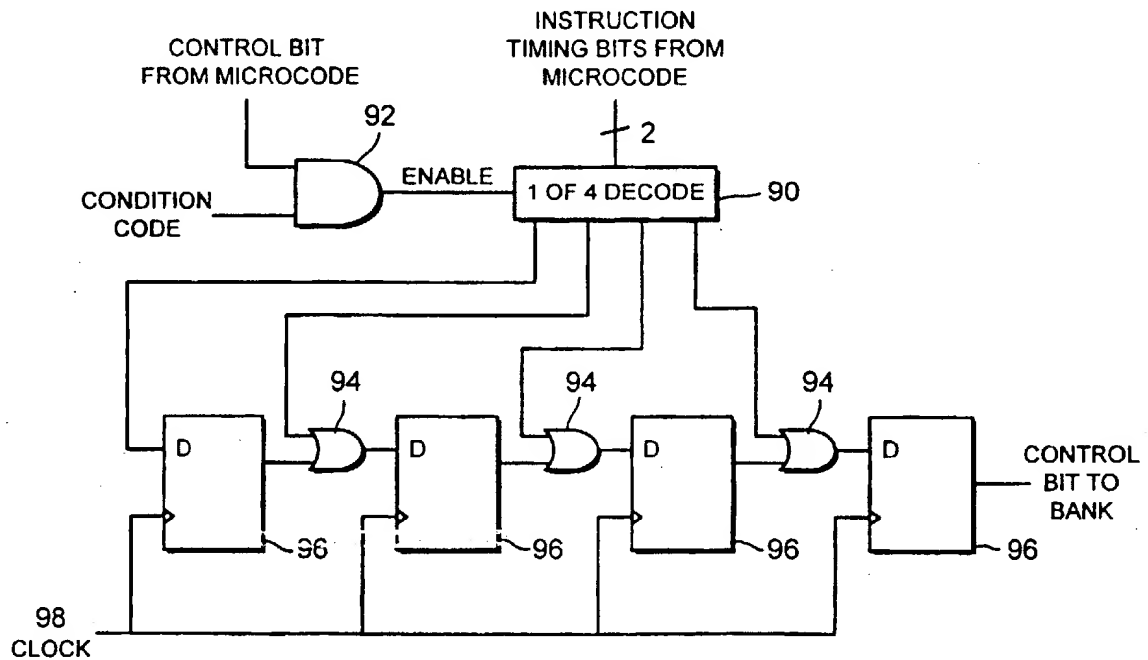 INSTRUCTION
TIMING BITS FROM
MICROCODE
CONTROL BIT
FROM MICROCODE
92
2
ENABLE
1 OF 4 DECODE
90
CONDITION
CODE
94
94
94
D
D
D
D
CONTROL
BIT TO
BANK
96
96
96
96
98
CLOCK